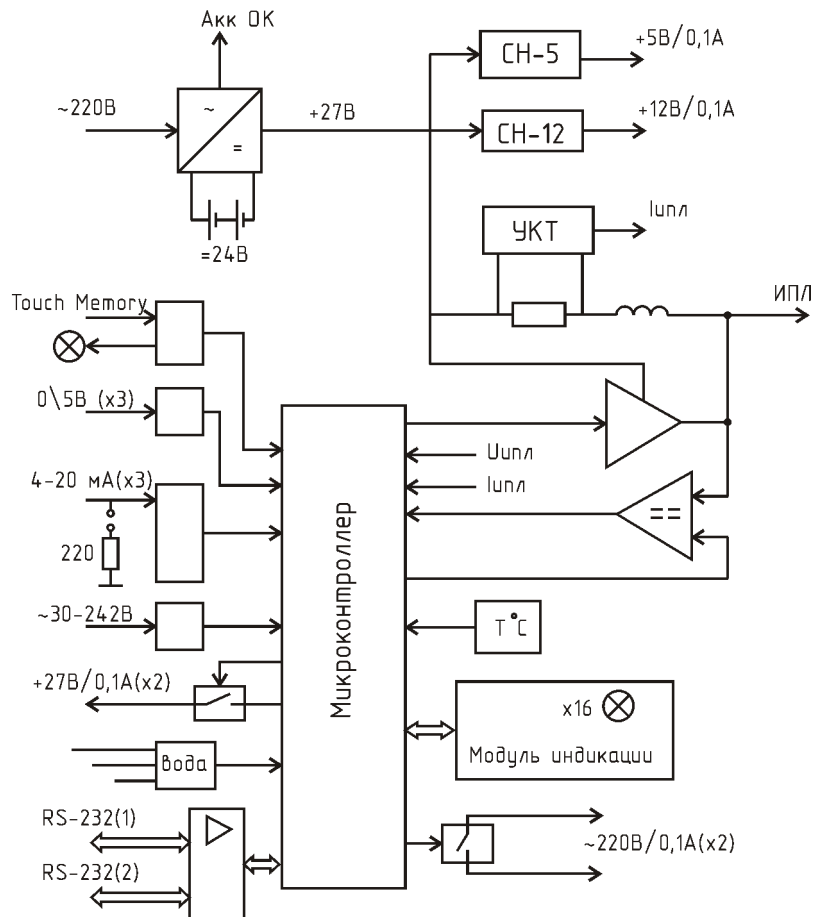 Акк ОК
~220В
~
=
+27В
СН-5
+5В/0,1А
СН-12
+12В/0,1А
=24В
УКТ
Iипл
ИПЛ
Touch Memory
0\5В (х3)
4-20 мА(х3)
220
~30-242В
+27В/0,1А(х2)
Вода
RS-232(1)
RS-232(2)
Микроконтроллер
Uипл
Iипл
==
T°C
х16
Модуль индикации
~220В/0,1А(х2)